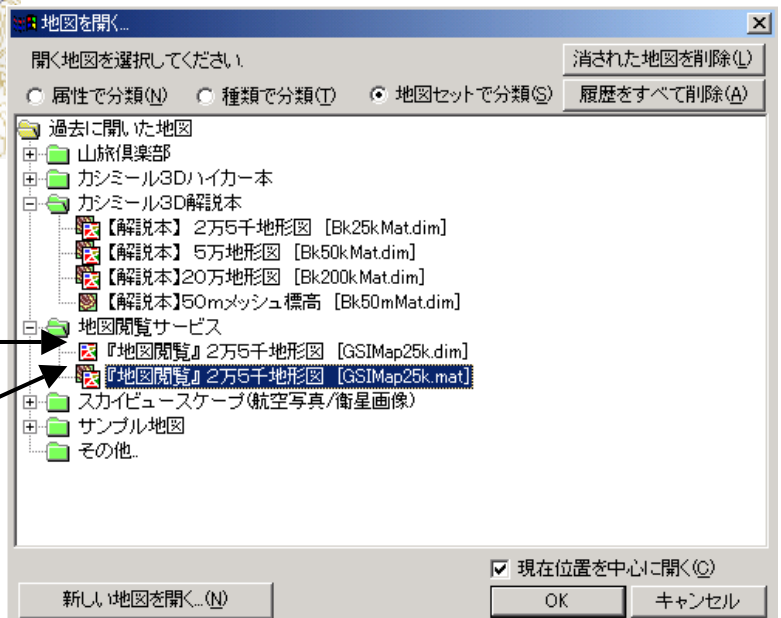 地図を開く...
開く地図を選択してください.
消された地図を削除(L)
属性で分類(N) 種類で分類(T) 地図セットで分類(S) 履歴をすべて削除(A)
過去に開いた地図
山旅倶楽部
カシミール3Dハイカー本
カシミール3D解説本
【解説本】 2万5千地形図 [Bk25kMat.dim]
【解説本】 5万地形図 [Bk50kMat.dim]
【解説本】20万地形図 [Bk200kMat.dim]
【解説本】50mメッシュ標高 [Bk50mMat.dim]
地図閲覧サービス
『地図閲覧』2万5千地形図 [GSIMap25k.dim]
『地図閲覧』2万5千地形図 [GSIMap25k.mat]
スカイビュースケープ(航空写真/衛星画像)
サンプル地図
その他..
現在位置を中心に開く(C)
新しい地図を開く...(N) OK キャンセル